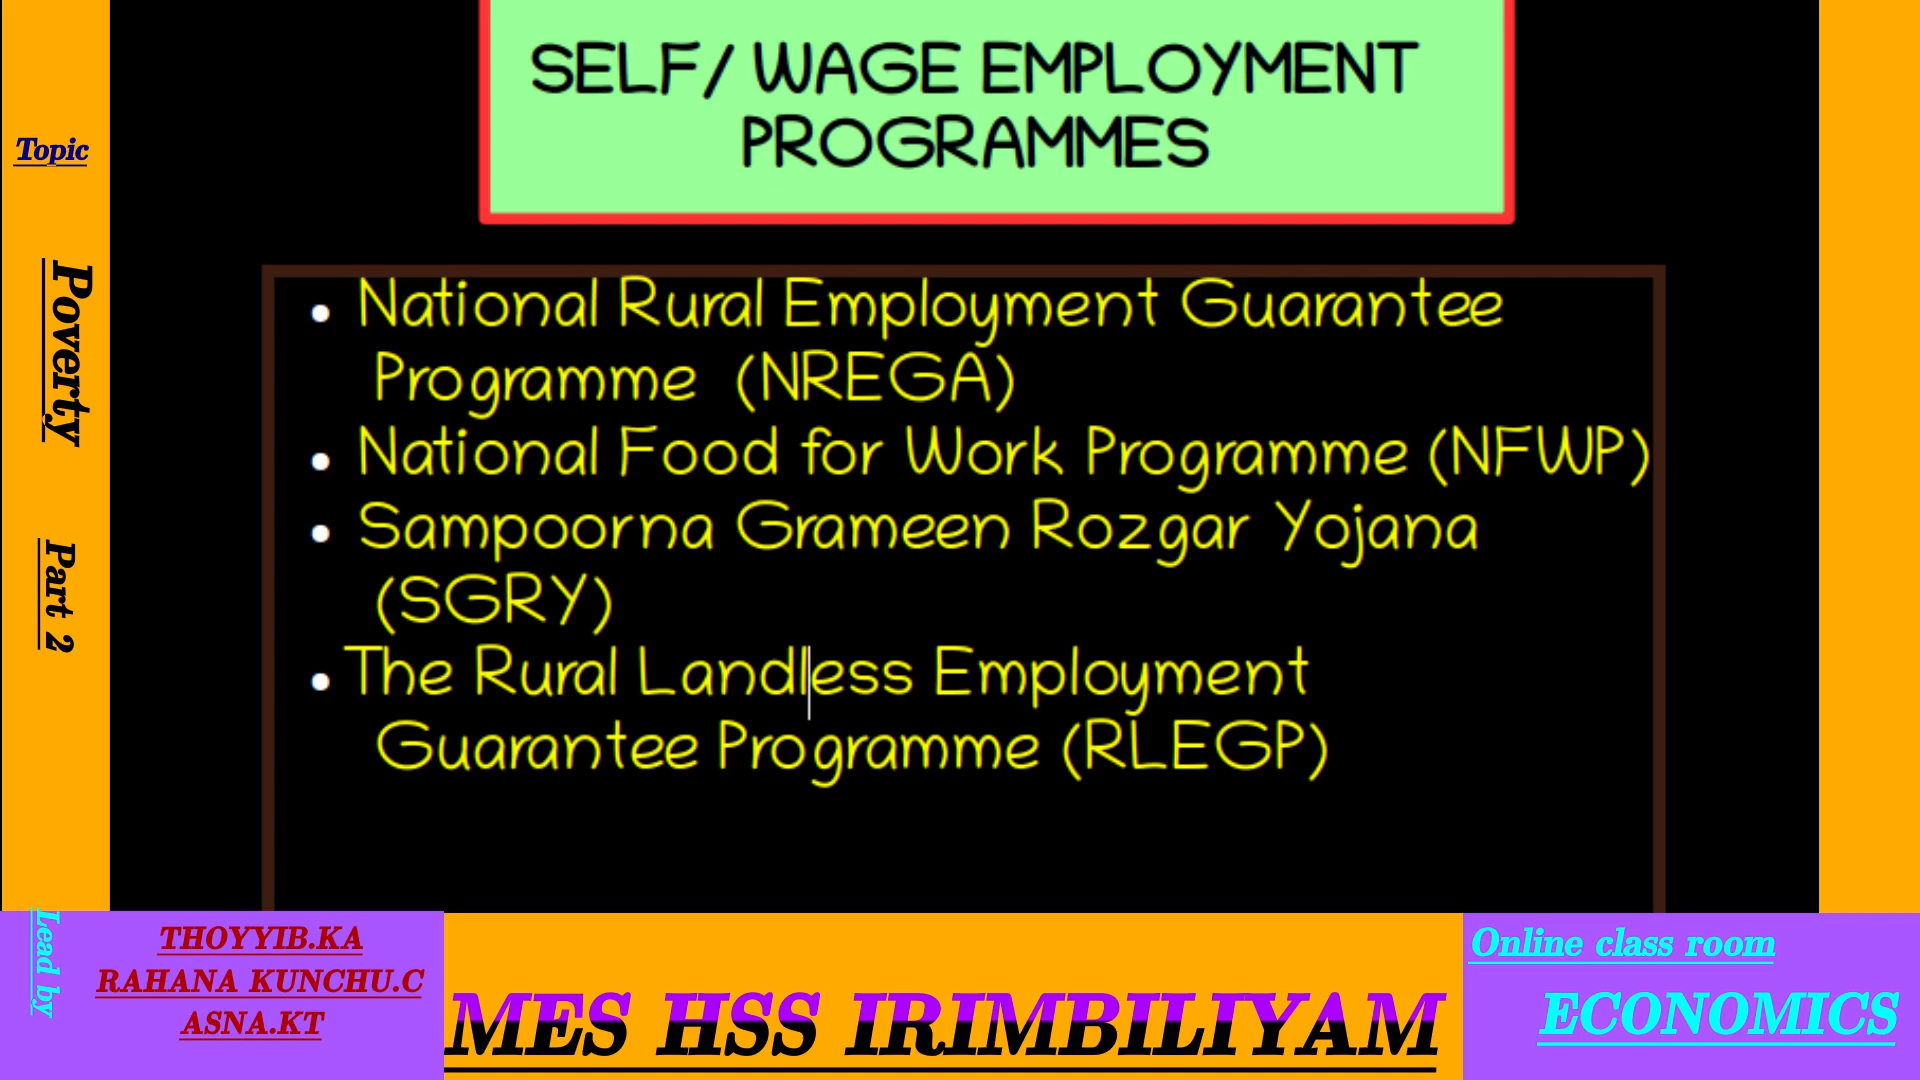 SELF/ WAGE EMPLOYMENT
PROGRAMMES
Topic
Poverty
Part 2
• National Rural Employment Guarantee
Programme (NREGA)
• National Food for Work Programme (NFWP)
• Sampoorna Grameen Rozgar Yojana
(SGRY)
• The Rural Landless Employment
Guarantee Programme (RLEGP)
Lead by
THOYYIB.KA
RAHANA KUNCHU.C
ASNA.KT
MES HSS IRIMBILIYAM
Online class room
ECONOMICS